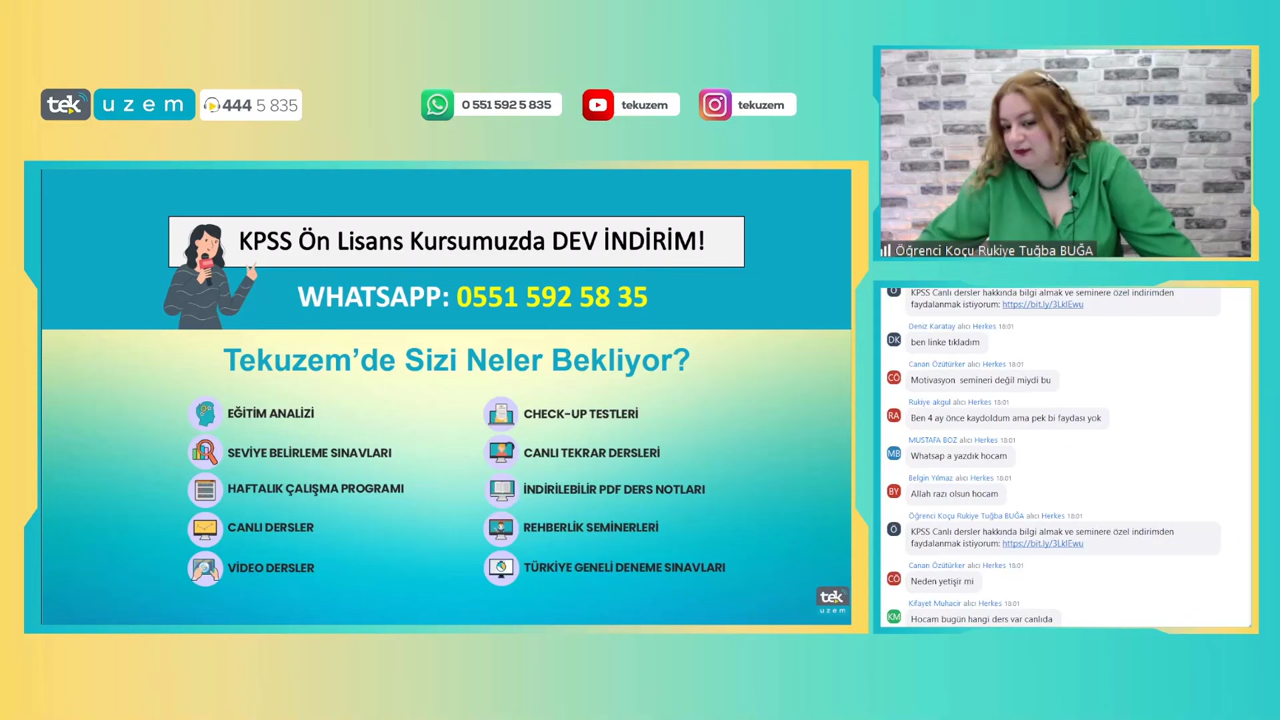 tek uzem 444 5 835
0 551 592 5 835
tekuzem
tekuzem
KPSS Ön Lisans Kursumuzda DEV İNDİRİM!
WHATSAPP: 0551 592 58 35
Tekuzem’de Sizi Neler Bekliyor?
EĞİTİM ANALİZİ
SEVİYE BELİRLEME SINAVLARI
HAFTALIK ÇALIŞMA PROGRAMI
CANLI DERSLER
VİDEO DERSLER
CHECK-UP TESTLERİ
CANLI TEKRAR DERSLERİ
İNDİRİLEBİLİR PDF DERS NOTLARI
REHBERLİK SEMİNERLERİ
TÜRKİYE GENELİ DENEME SINAVLARI
tek
uzem
Öğrenci Koçu Rukiye Tuğba BUĞA
Ö
KPSS Canlı dersler hakkında bilgi almak ve seminere özel indirimden
faydalanmak istiyorum: https://bit.ly/3LklEwu
Deniz Karatay alıcı Herkes 18:01
DK
ben linke tıkladım
Canan Özütürker alıcı Herkes 18:01
CÖ
Motivasyon semineri değil miydi bu
Rukiye akgul alıcı Herkes 18:01
RA
Ben 4 ay önce kaydoldum ama pek bi faydası yok
MUSTAFA BOZ alıcı Herkes 18:01
MB
Whatsap a yazdık hocam
Belgin Yılmaz alıcı Herkes 18:01
BY
Allah razı olsun hocam
Öğrenci Koçu Rukiye Tuğba BUĞA alıcı Herkes 18:01
Ö
KPSS Canlı dersler hakkında bilgi almak ve seminere özel indirimden
faydalanmak istiyorum: https://bit.ly/3LklEwu
Canan Özütürker alıcı Herkes 18:01
CÖ
Neden yetişir mi
Kifayet Muhacir alıcı Herkes 18:01
KM
Hocam bugün hangi ders var canlıda